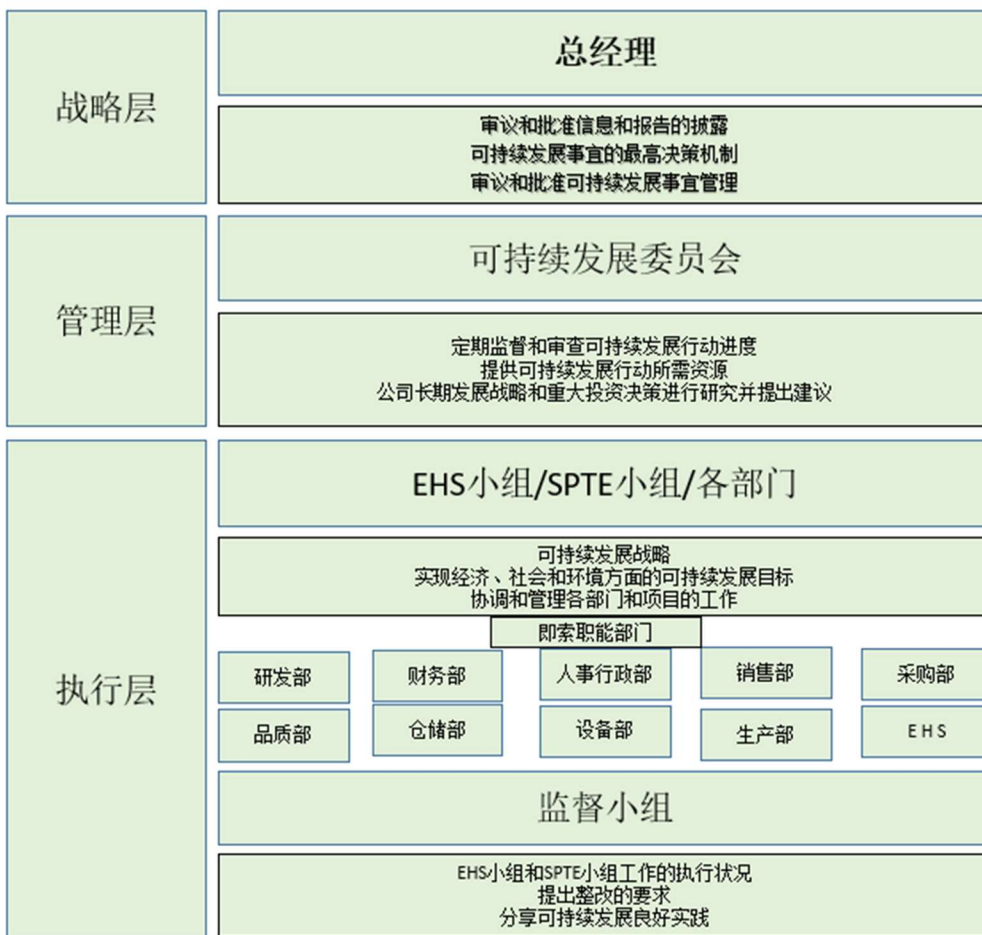 战略层
总经理
审议和批准信息和报告的披露
可持续发展事宜的最高决策机制
审议和批准可持续发展事宜管理
管理层
可持续发展委员会
定期监督和审查可持续发展行动进度
提供可持续发展行动所需资源
公司长期发展战略和重大投资决策进行研究并提出建议
执行层
EHS小组/SPTE小组/各部门
可持续发展战略
实现经济、社会和环境方面的可持续发展目标
协调和管理各部门和项目的工作
即索职能部门
研发部
财务部
人事行政部
销售部
采购部
品质部
仓储部
设备部
生产部
EHS
监督小组
EHS小组和SPTE小组工作的执行状况
提出整改的要求
分享可持续发展良好实践